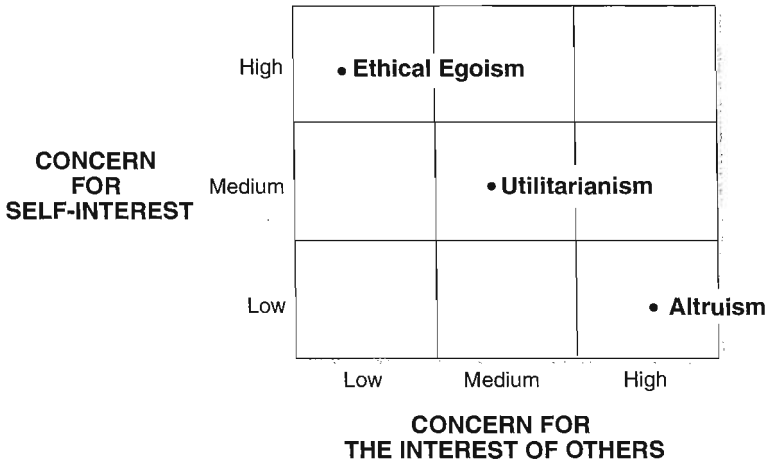 High
• Ethical Egoism
CONCERN
FOR
SELF-INTEREST
Medium
• Utilitarianism
Low
• Altruism
Low
Medium
High
CONCERN FOR
THE INTEREST OF OTHERS